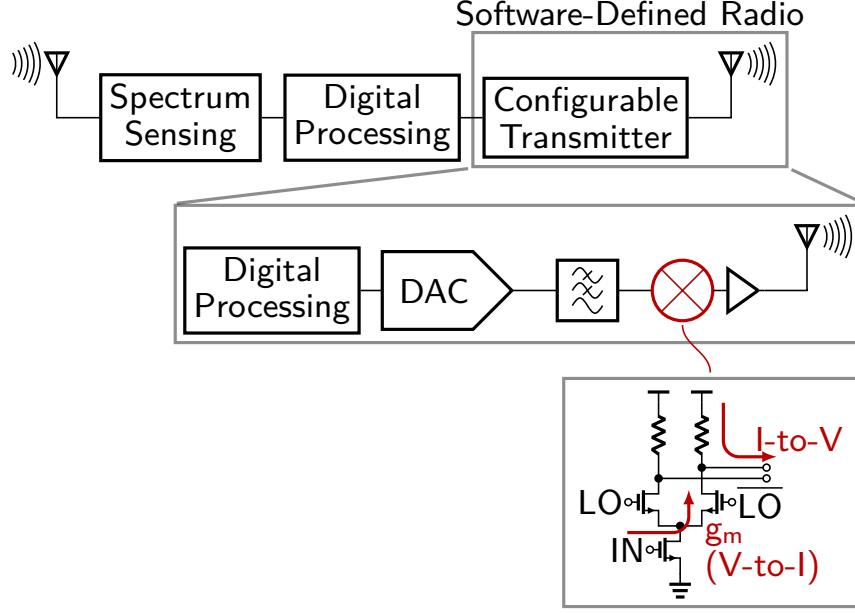 Software-Defined Radio
Spectrum
Sensing
Digital
Processing
Configurable
Transmitter
Digital
Processing
DAC
I-to-V
LO
LO
gm
IN
(V-to-I)